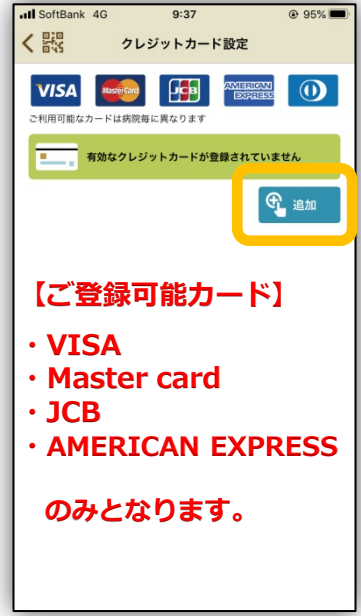 SoftBank 4G 9:37 95%
クレジットカード設定
VISA MasterCard JCB AMERICAN EXPRESS
ご利用可能なカードは病院毎に異なります
有効なクレジットカードが登録されていません
追加
【ご登録可能カード】
・VISA
・Master card
・JCB
・AMERICAN EXPRESS
のみとなります。